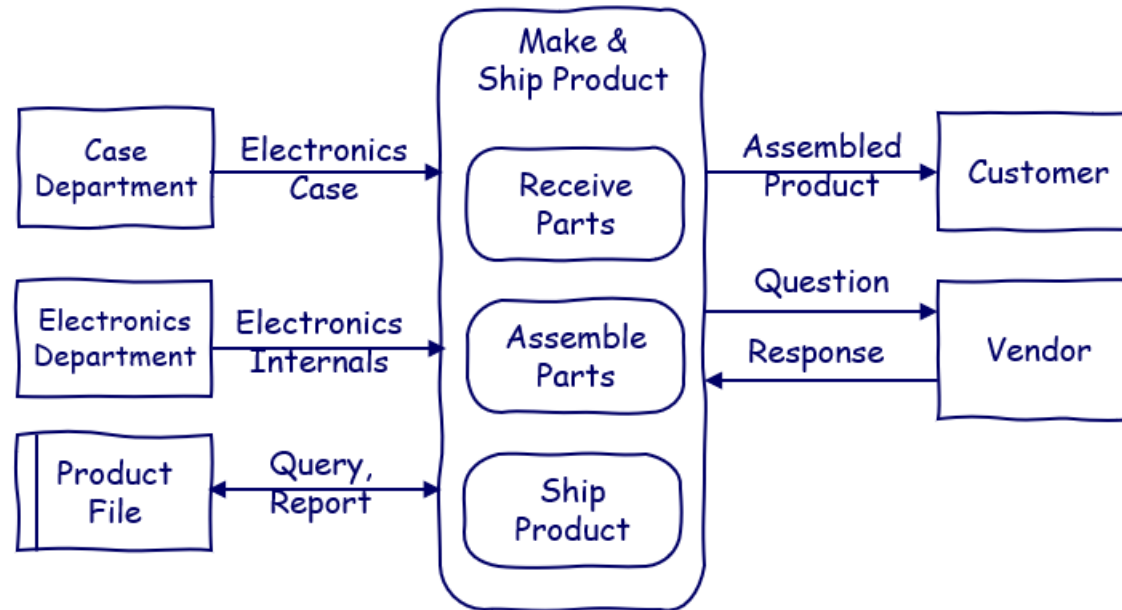 Make &
Ship Product
Case
Department
Electronics
Case
Receive
Parts
Assembled
Product
Customer
Electronics
Department
Electronics
Internals
Assemble
Parts
Question
Response
Vendor
Product
File
Query,
Report
Ship
Product